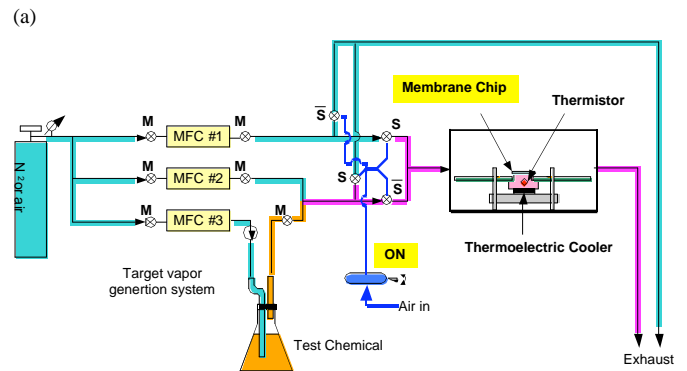 (a)
M
MFC #1
M
M
MFC #2
M
M
MFC #3
M
N2 or air
Target vapor
genertion system
Test Chemical
S̅
S
S
S̅
ON
Air in
Membrane Chip
Thermistor
Thermoelectric Cooler
Exhaust